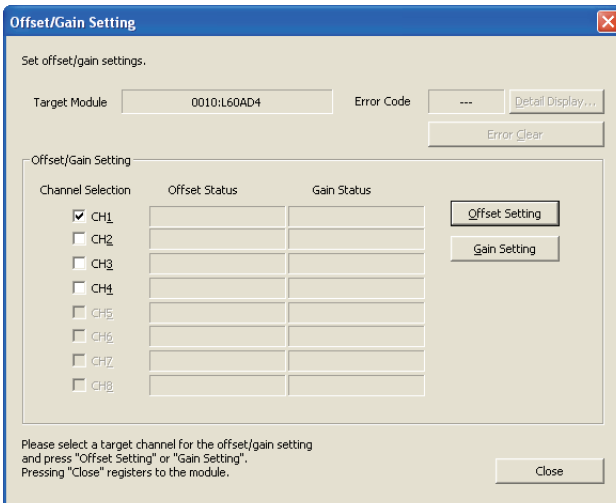 Offset/Gain Setting
Set offset/gain settings.
Target Module 0010:L60AD4 Error Code --- Detail Display...
Error Clear
Offset/Gain Setting
Channel Selection Offset Status Gain Status
CH1 Offset Setting
CH2
CH3 Gain Setting
CH4
CH5
CH6
CH7
CH8
Please select a target channel for the offset/gain setting
and press "Offset Setting" or "Gain Setting".
Pressing "Close" registers to the module.
Close